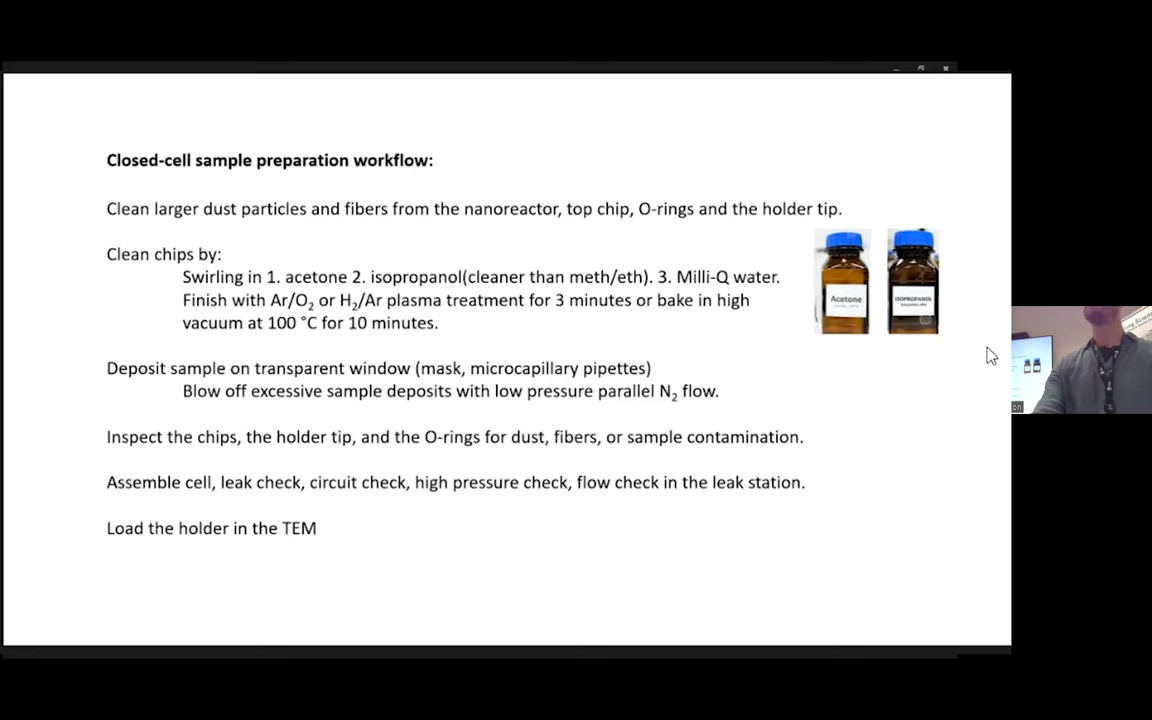 Closed-cell sample preparation workflow:
Clean larger dust particles and fibers from the nanoreactor, top chip, O-rings and the holder tip.
Clean chips by:
Swirling in 1. acetone 2. isopropanol(cleaner than meth/eth). 3. Milli-Q water.
Finish with Ar/O₂ or H₂/Ar plasma treatment for 3 minutes or bake in high
vacuum at 100 °C for 10 minutes.
Acetone
ISOPROPANOL
Deposit sample on transparent window (mask, microcapillary pipettes)
Blow off excessive sample deposits with low pressure parallel N₂ flow.
Inspect the chips, the holder tip, and the O-rings for dust, fibers, or sample contamination.
Assemble cell, leak check, circuit check, high pressure check, flow check in the leak station.
Load the holder in the TEM